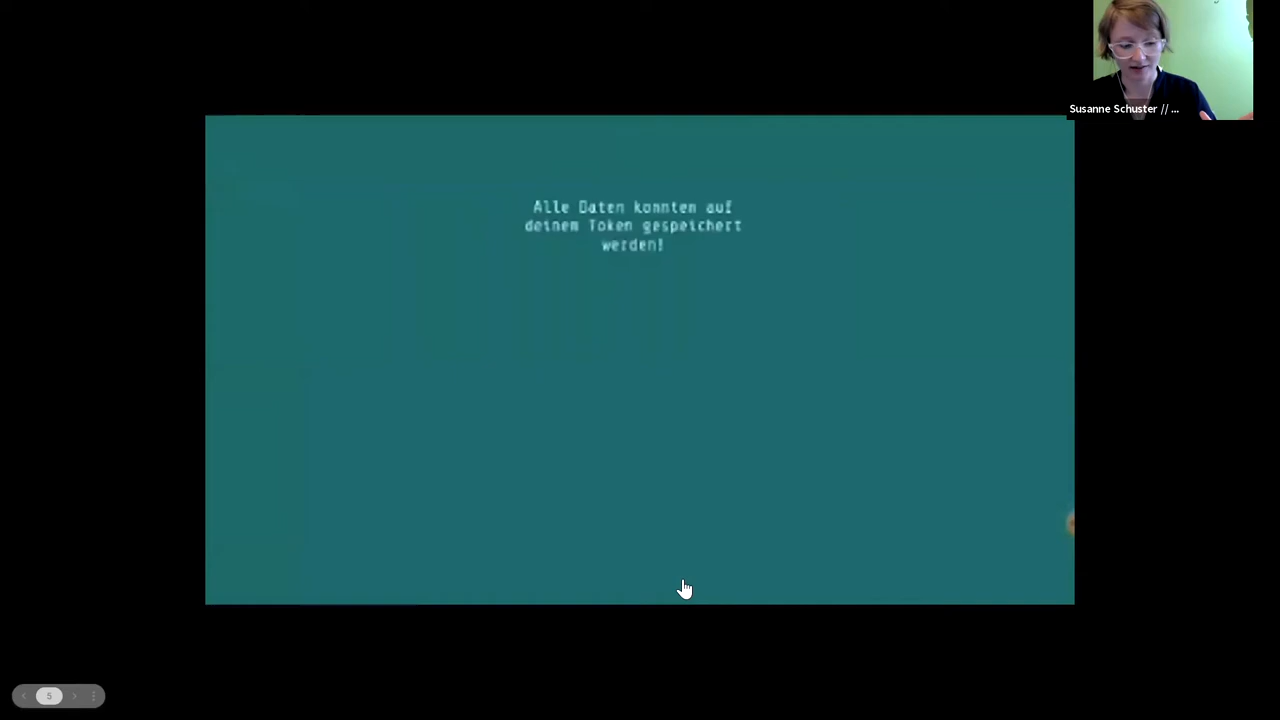 Susanne Schuster // ...
Alle Daten konnten auf
deinem Token gespeichert
werden!
5